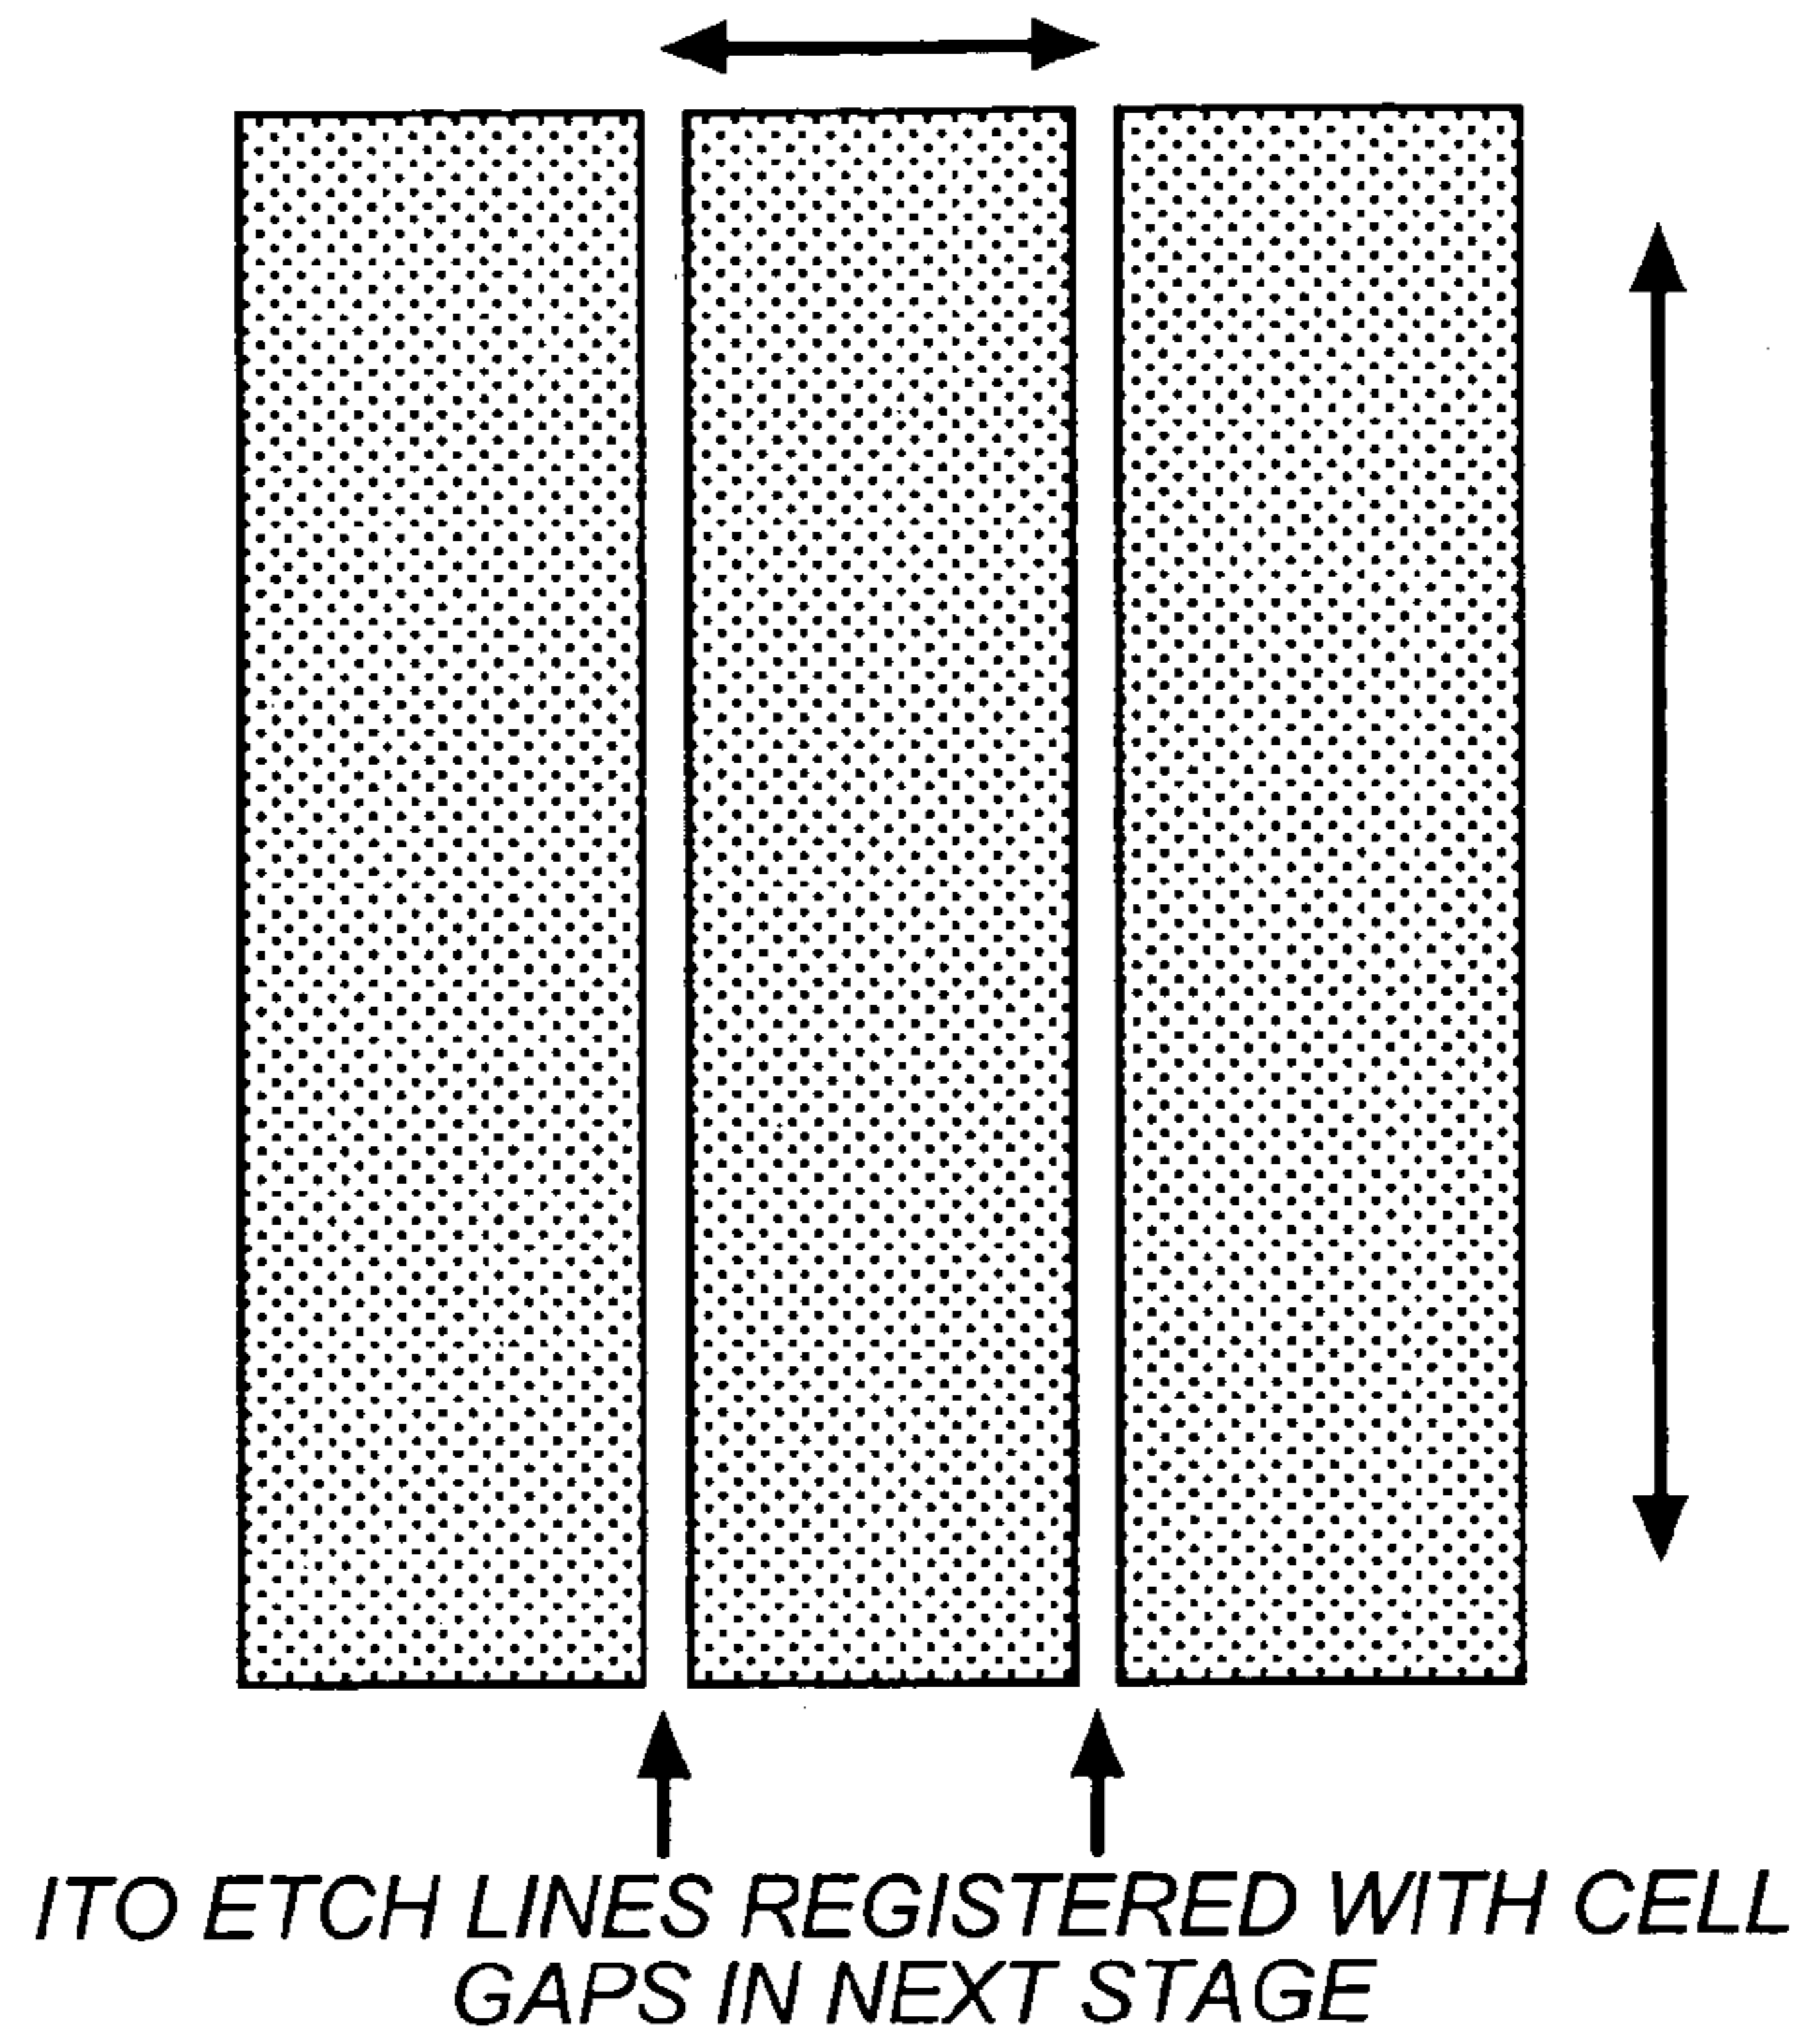 ITO ETCH LINES REGISTERED WITH CELL
GAPS IN NEXT STAGE